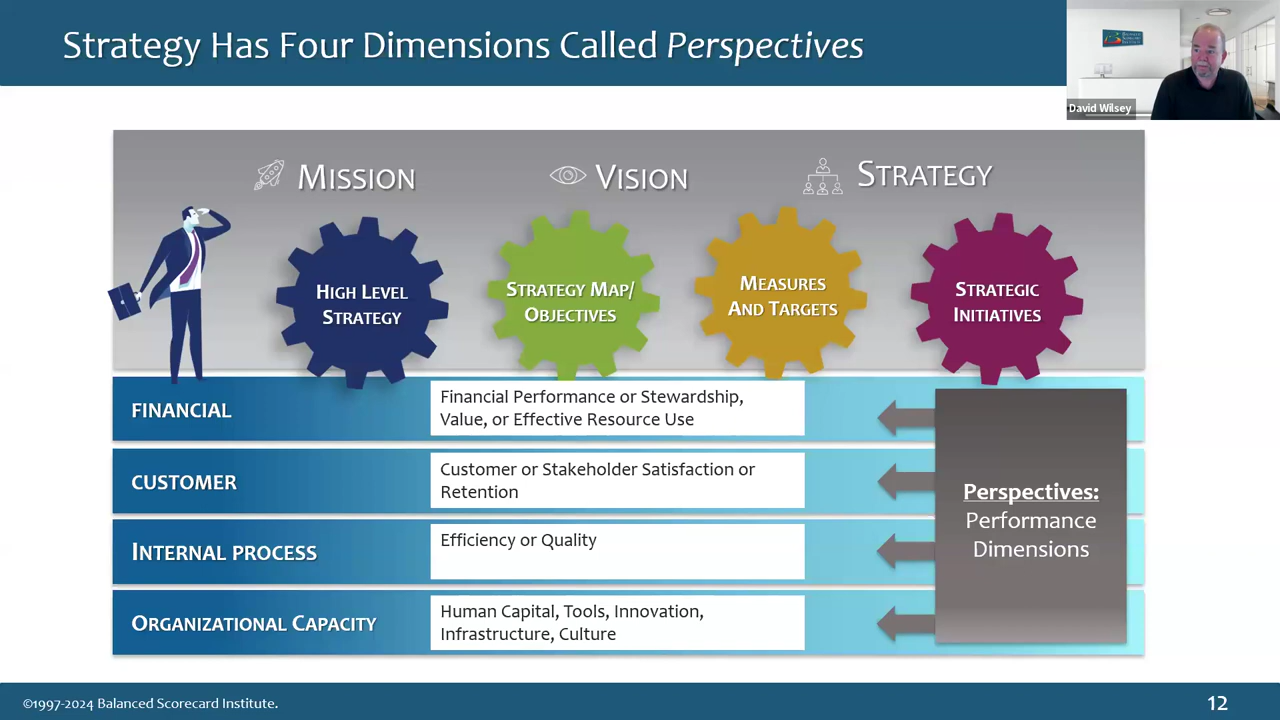 Strategy Has Four Dimensions Called Perspectives
David Wilsey
Mission
Vision
Strategy
High Level
Strategy
Strategy Map/
Objectives
Measures
And Targets
Strategic
Initiatives
FINANCIAL
Financial Performance or Stewardship,
Value, or Effective Resource Use
CUSTOMER
Customer or Stakeholder Satisfaction or
Retention
Internal process
Efficiency or Quality
Organizational Capacity
Human Capital, Tools, Innovation,
Infrastructure, Culture
Perspectives:
Performance
Dimensions
©1997-2024 Balanced Scorecard Institute.
12